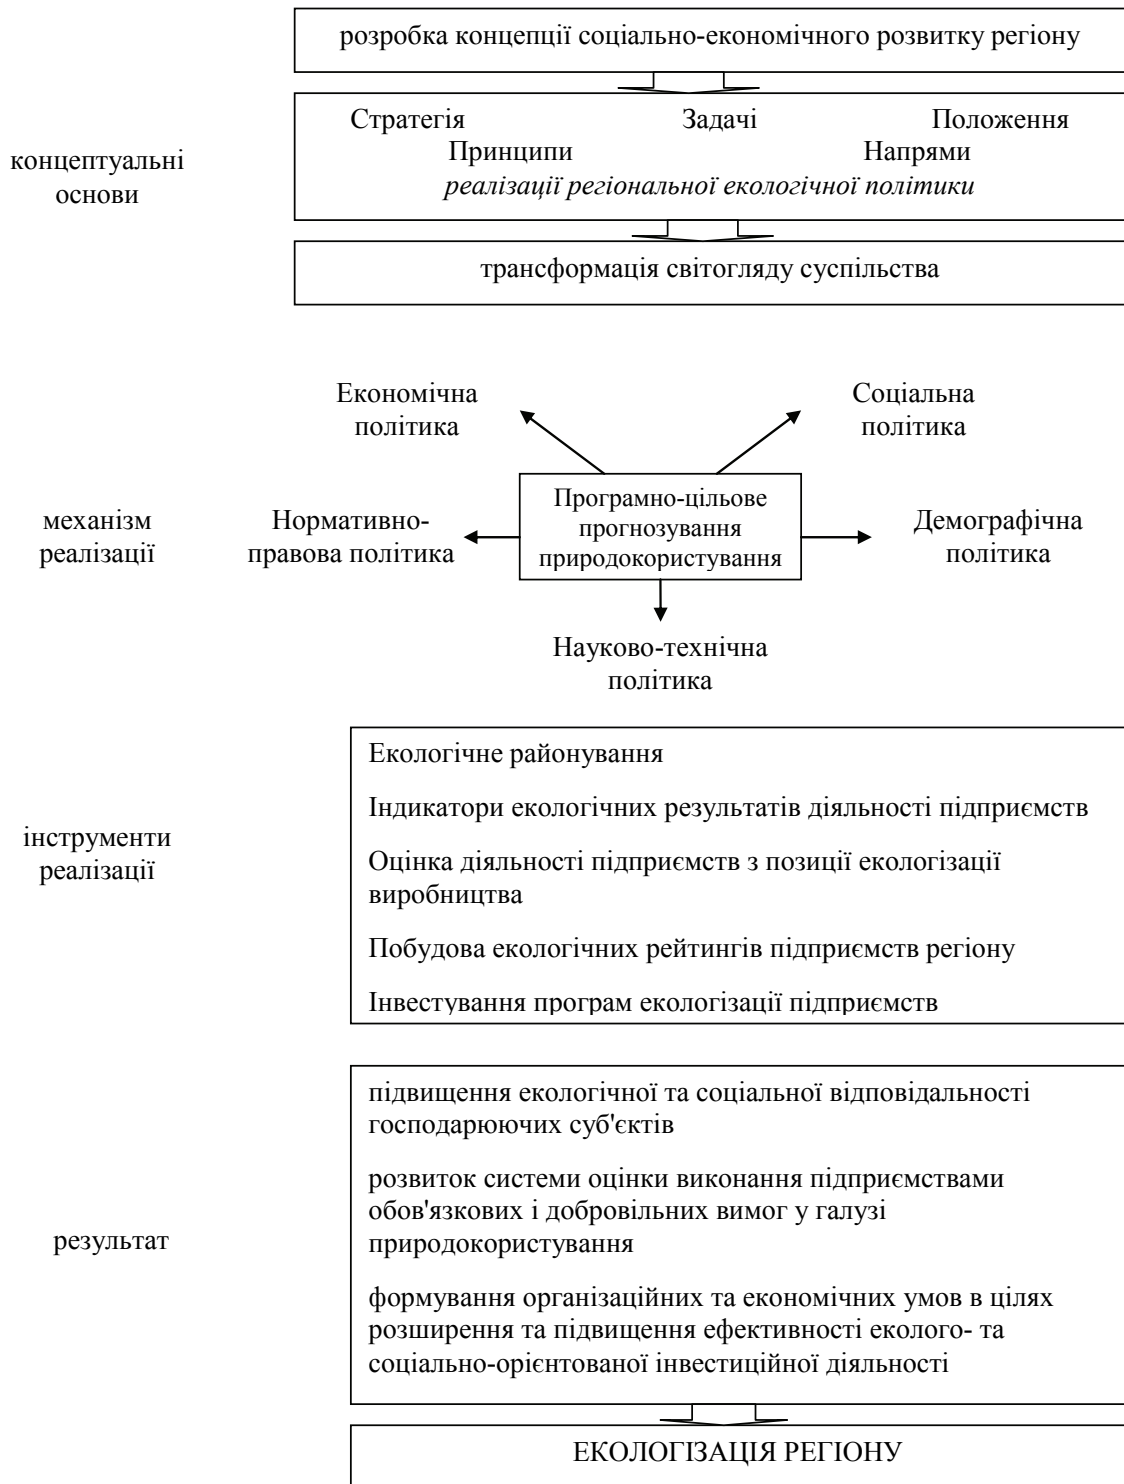 розробка концепції соціально-економічного розвитку регіону
Стратегія Задачі Положення
Принципи Напрями
реалізації регіональної екологічної політики
концептуальні
основи
трансформація світогляду суспільства
Економічна
політика
Соціальна
політика
механізм
реалізації
Нормативно-
правова політика
Програмно-цільове
прогнозування
природокористування
Демографічна
політика
Науково-технічна
політика
інструменти
реалізації
Екологічне районування
Індикатори екологічних результатів діяльності підприємств
Оцінка діяльності підприємств з позиції екологізації
виробництва
Побудова екологічних рейтингів підприємств регіону
Інвестування програм екологізації підприємств
результат
підвищення екологічної та соціальної відповідальності
господарюючих суб'єктів
розвиток системи оцінки виконання підприємствами
обов'язкових і добровільних вимог у галузі
природокористування
формування організаційних та економічних умов в цілях
розширення та підвищення ефективності еколого- та
соціально-орієнтованої інвестиційної діяльності
ЕКОЛОГІЗАЦІЯ РЕГІОНУ